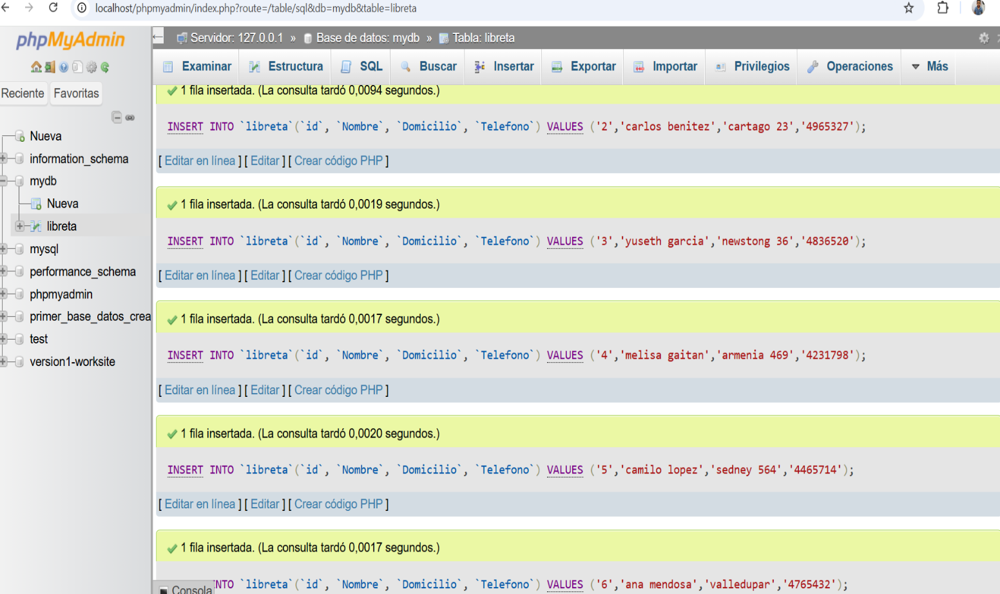 localhost/phpmyadmin/index.php?route=/table/sql&db=mydb&table=libreta
phpMyAdmin
Reciente Favoritas
Nueva
information_schema
mydb
Nueva
libreta
mysql
performance_schema
phpmyadmin
primer_base_datos_crea
test
version1-worksite
Servidor: 127.0.0.1 » Base de datos: mydb » Tabla: libreta
Examinar Estructura SQL Buscar Insertar Exportar Importar Privilegios Operaciones Más
1 fila insertada. (La consulta tardó 0,0094 segundos.)
INSERT INTO `libreta`(`id`, `Nombre`, `Domicilio`, `Telefono`) VALUES ('2','carlos benitez','cartago 23','4965327');
[ Editar en línea ] [ Editar ] [ Crear código PHP ]
1 fila insertada. (La consulta tardó 0,0019 segundos.)
INSERT INTO `libreta`(`id`, `Nombre`, `Domicilio`, `Telefono`) VALUES ('3','yuseth garcia','newstong 36','4836520');
[ Editar en línea ] [ Editar ] [ Crear código PHP ]
1 fila insertada. (La consulta tardó 0,0017 segundos.)
INSERT INTO `libreta`(`id`, `Nombre`, `Domicilio`, `Telefono`) VALUES ('4','melisa gaitan','armenia 469','4231798');
[ Editar en línea ] [ Editar ] [ Crear código PHP ]
1 fila insertada. (La consulta tardó 0,0020 segundos.)
INSERT INTO `libreta`(`id`, `Nombre`, `Domicilio`, `Telefono`) VALUES ('5','camilo lopez','sedney 564','4465714');
[ Editar en línea ] [ Editar ] [ Crear código PHP ]
1 fila insertada. (La consulta tardó 0,0017 segundos.)
INTO `libreta`(`id`, `Nombre`, `Domicilio`, `Telefono`) VALUES ('6','ana mendosa','valledupar','4765432');
Consola